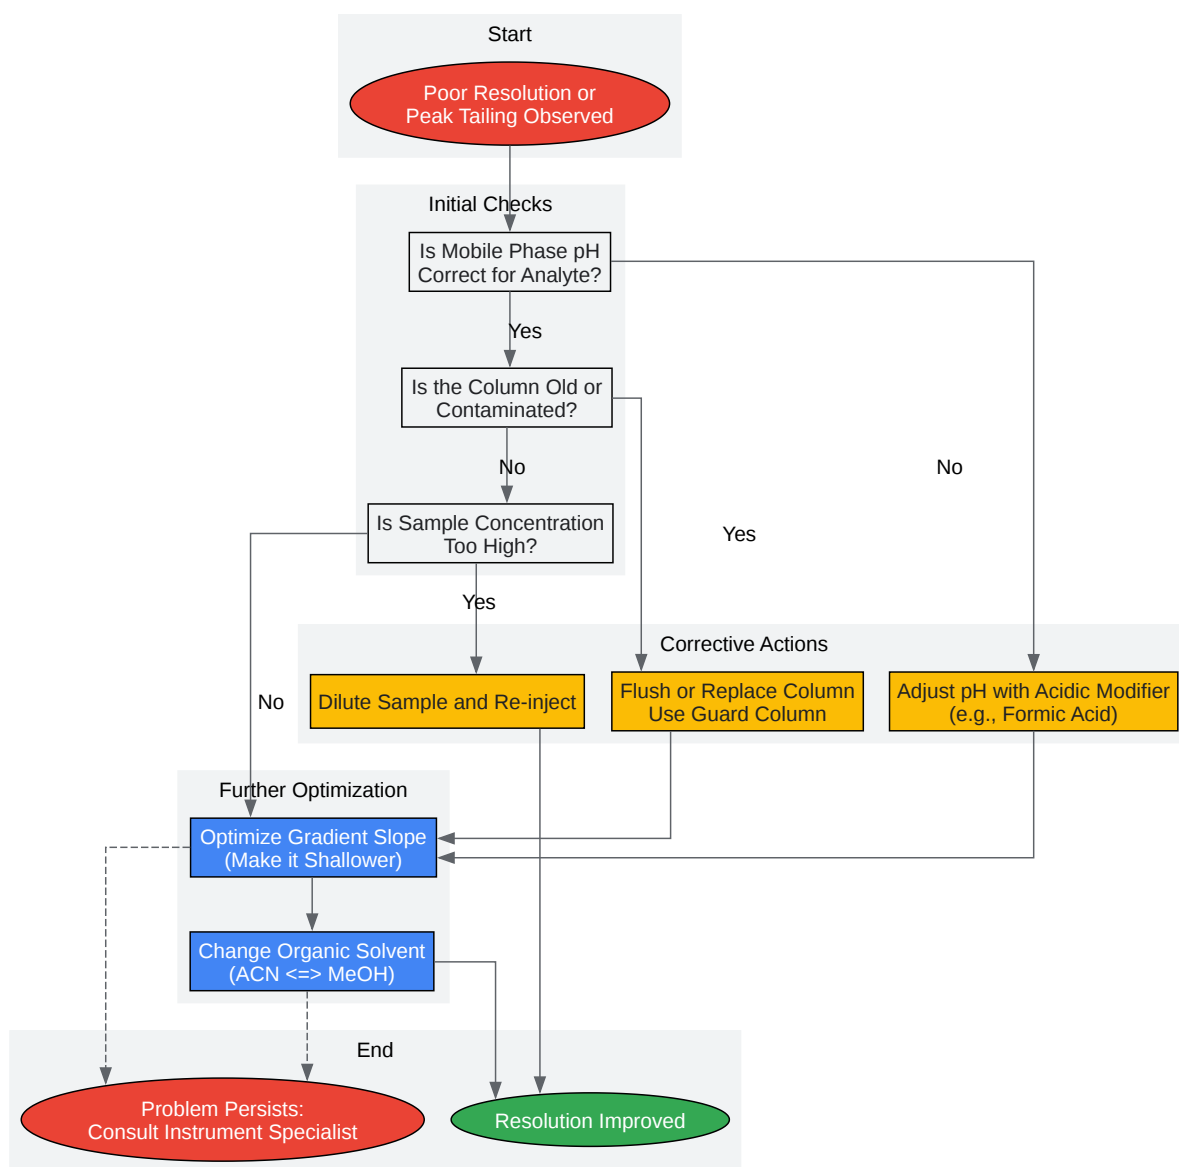 Start
Poor Resolution or
Peak Tailing Observed
Initial Checks
Is Mobile Phase pH
Correct for Analyte?
Yes
Is the Column Old or
Contaminated?
No
No
Is Sample Concentration
Too High?
Yes
Yes
Corrective Actions
Dilute Sample and Re-inject
Flush or Replace Column
Use Guard Column
Adjust pH with Acidic Modifier
(e.g., Formic Acid)
No
Further Optimization
Optimize Gradient Slope
(Make it Shallower)
Change Organic Solvent
(ACN <=> MeOH)
End
Problem Persists:
Consult Instrument Specialist
Resolution Improved